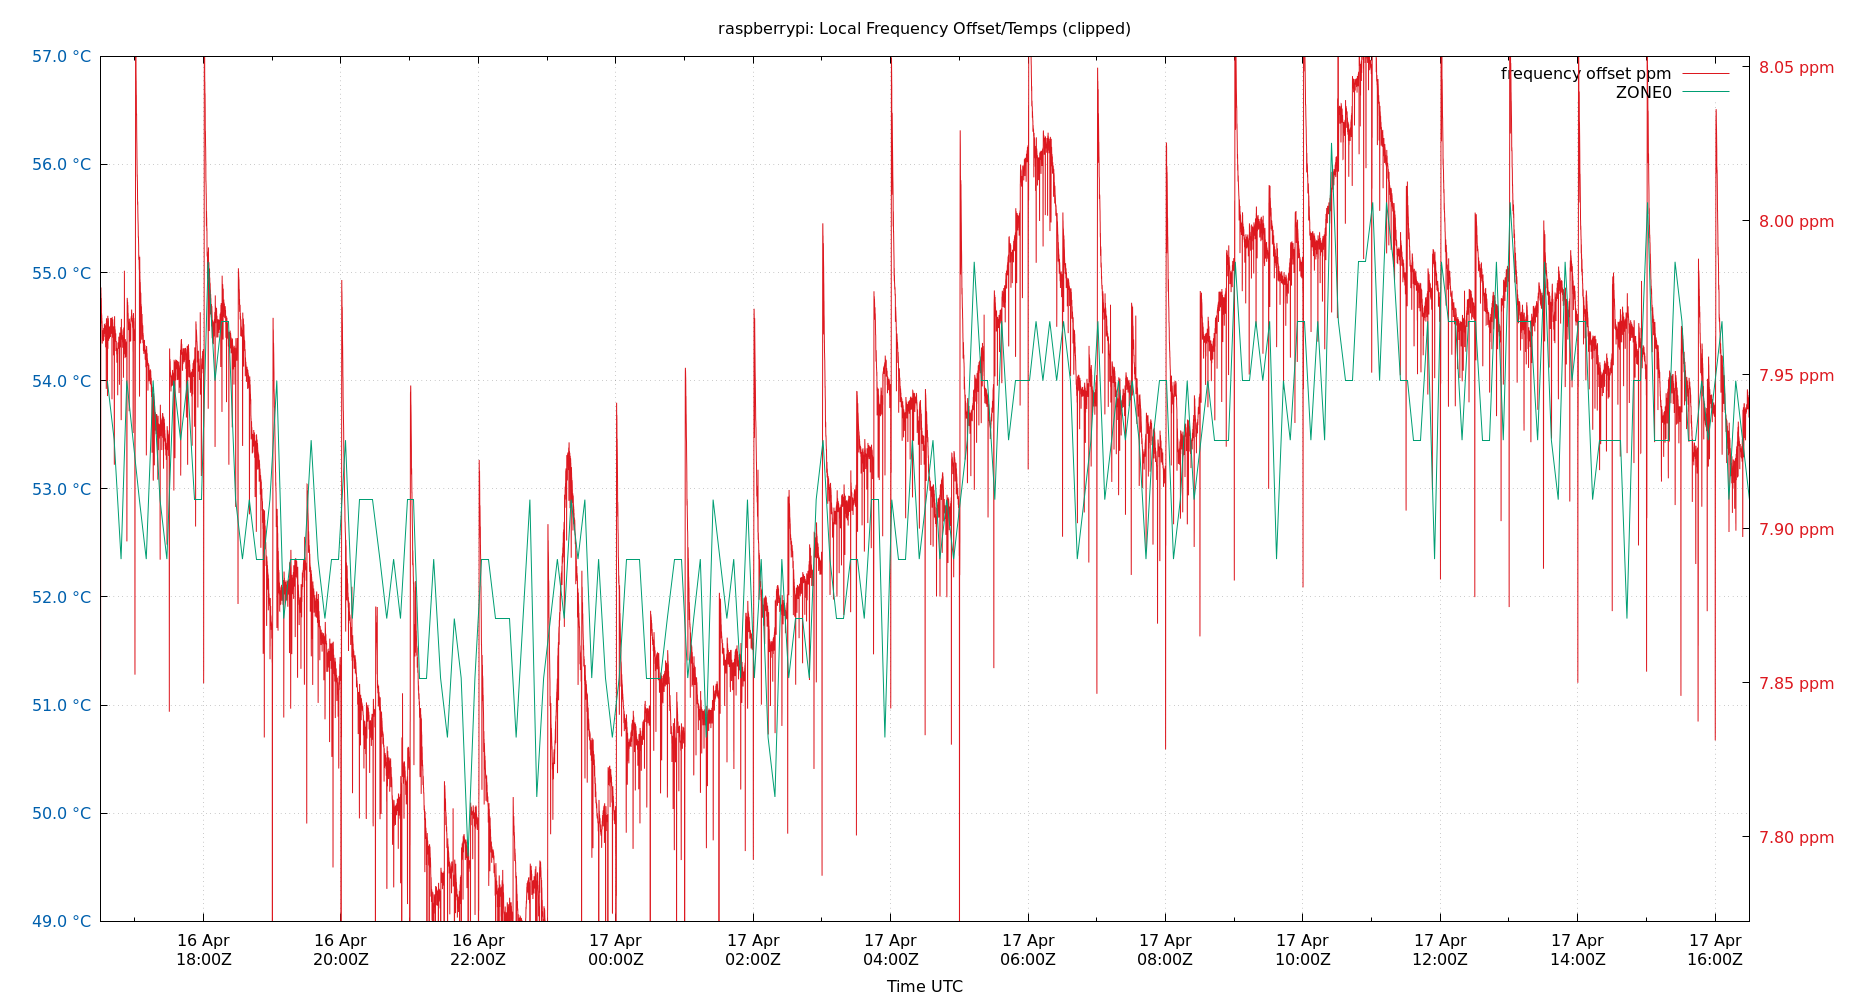 raspberrypi: Local Frequency Offset/Temps (clipped)
57.0 °C
56.0 °C
55.0 °C
54.0 °C
53.0 °C
52.0 °C
51.0 °C
50.0 °C
49.0 °C
8.05 ppm
8.00 ppm
7.95 ppm
7.90 ppm
7.85 ppm
7.80 ppm
frequency offset ppm
ZONE0
16 Apr 16 Apr 16 Apr 17 Apr 17 Apr 17 Apr 17 Apr 17 Apr 17 Apr 17 Apr 17 Apr 17 Apr
18:00Z 20:00Z 22:00Z 00:00Z 02:00Z 04:00Z 06:00Z 08:00Z 10:00Z 12:00Z 14:00Z 16:00Z
Time UTC